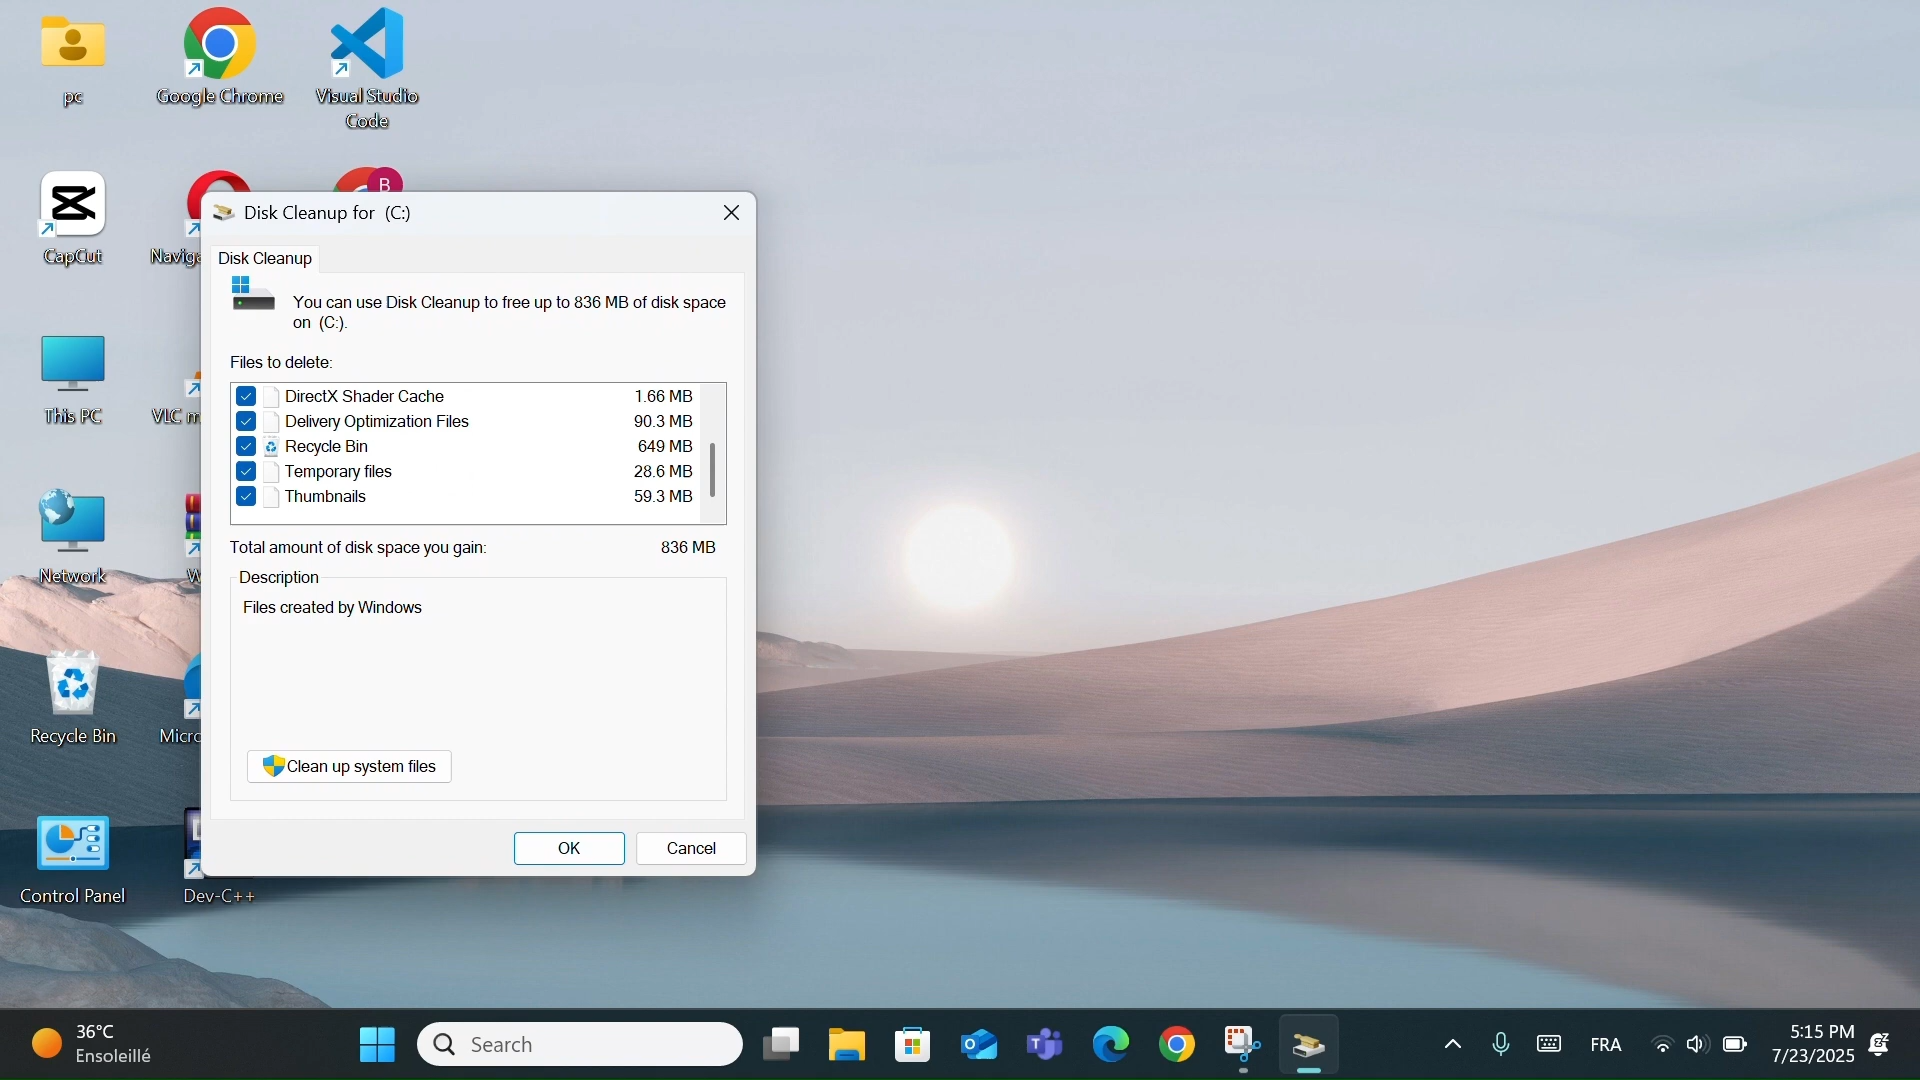 pc
Google Chrome
Visual Studio
Code
B
CapCut
Disk Cleanup for (C:)
Disk Cleanup
You can use Disk Cleanup to free up to 836 MB of disk space
on (C:).
Files to delete:
DirectX Shader Cache 1.66 MB
Delivery Optimization Files 90.3 MB
Recycle Bin 649 MB
Temporary files 28.6 MB
Thumbnails 59.3 MB
Total amount of disk space you gain: 836 MB
Description
Files created by Windows
Clean up system files
OK
Cancel
Naviga
This PC
VLC m
Network
W
Recycle Bin
Micro
Control Panel
Dev-C++
36°C
Ensoleillé
Search
FRA
5:15 PM
7/23/2025